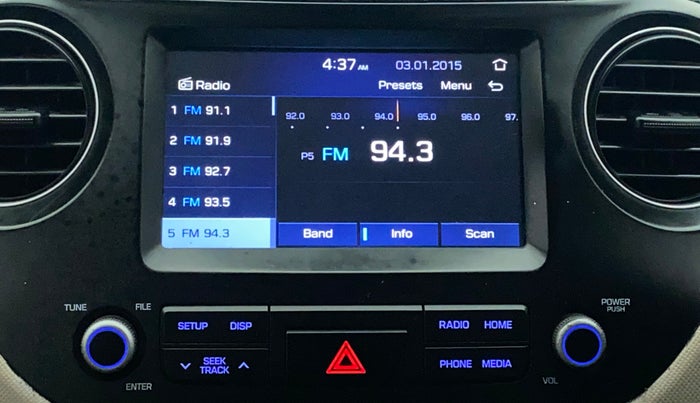 4:37 AM 03.01.2015
Radio Presets Menu
1 FM 91.1
2 FM 91.9
3 FM 92.7
4 FM 93.5
5 FM 94.3
92.0 93.0 94.0 95.0 96.0 97.
P5 FM 94.3
Band Info Scan
TUNE FILE
ENTER
SETUP DISP
SEEK
TRACK
RADIO HOME
PHONE MEDIA
POWER
PUSH
VOL